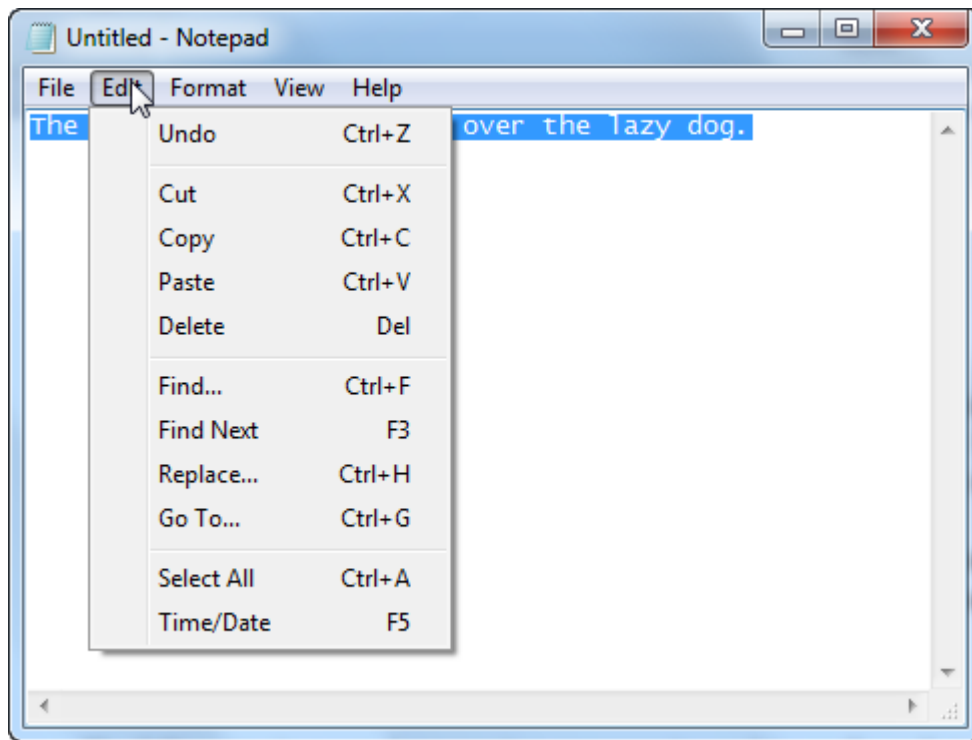 Untitled - Notepad
File Edit Format View Help
The over the lazy dog.
Undo Ctrl+Z
Cut Ctrl+X
Copy Ctrl+C
Paste Ctrl+V
Delete Del
Find... Ctrl+F
Find Next F3
Replace... Ctrl+H
Go To... Ctrl+G
Select All Ctrl+A
Time/Date F5